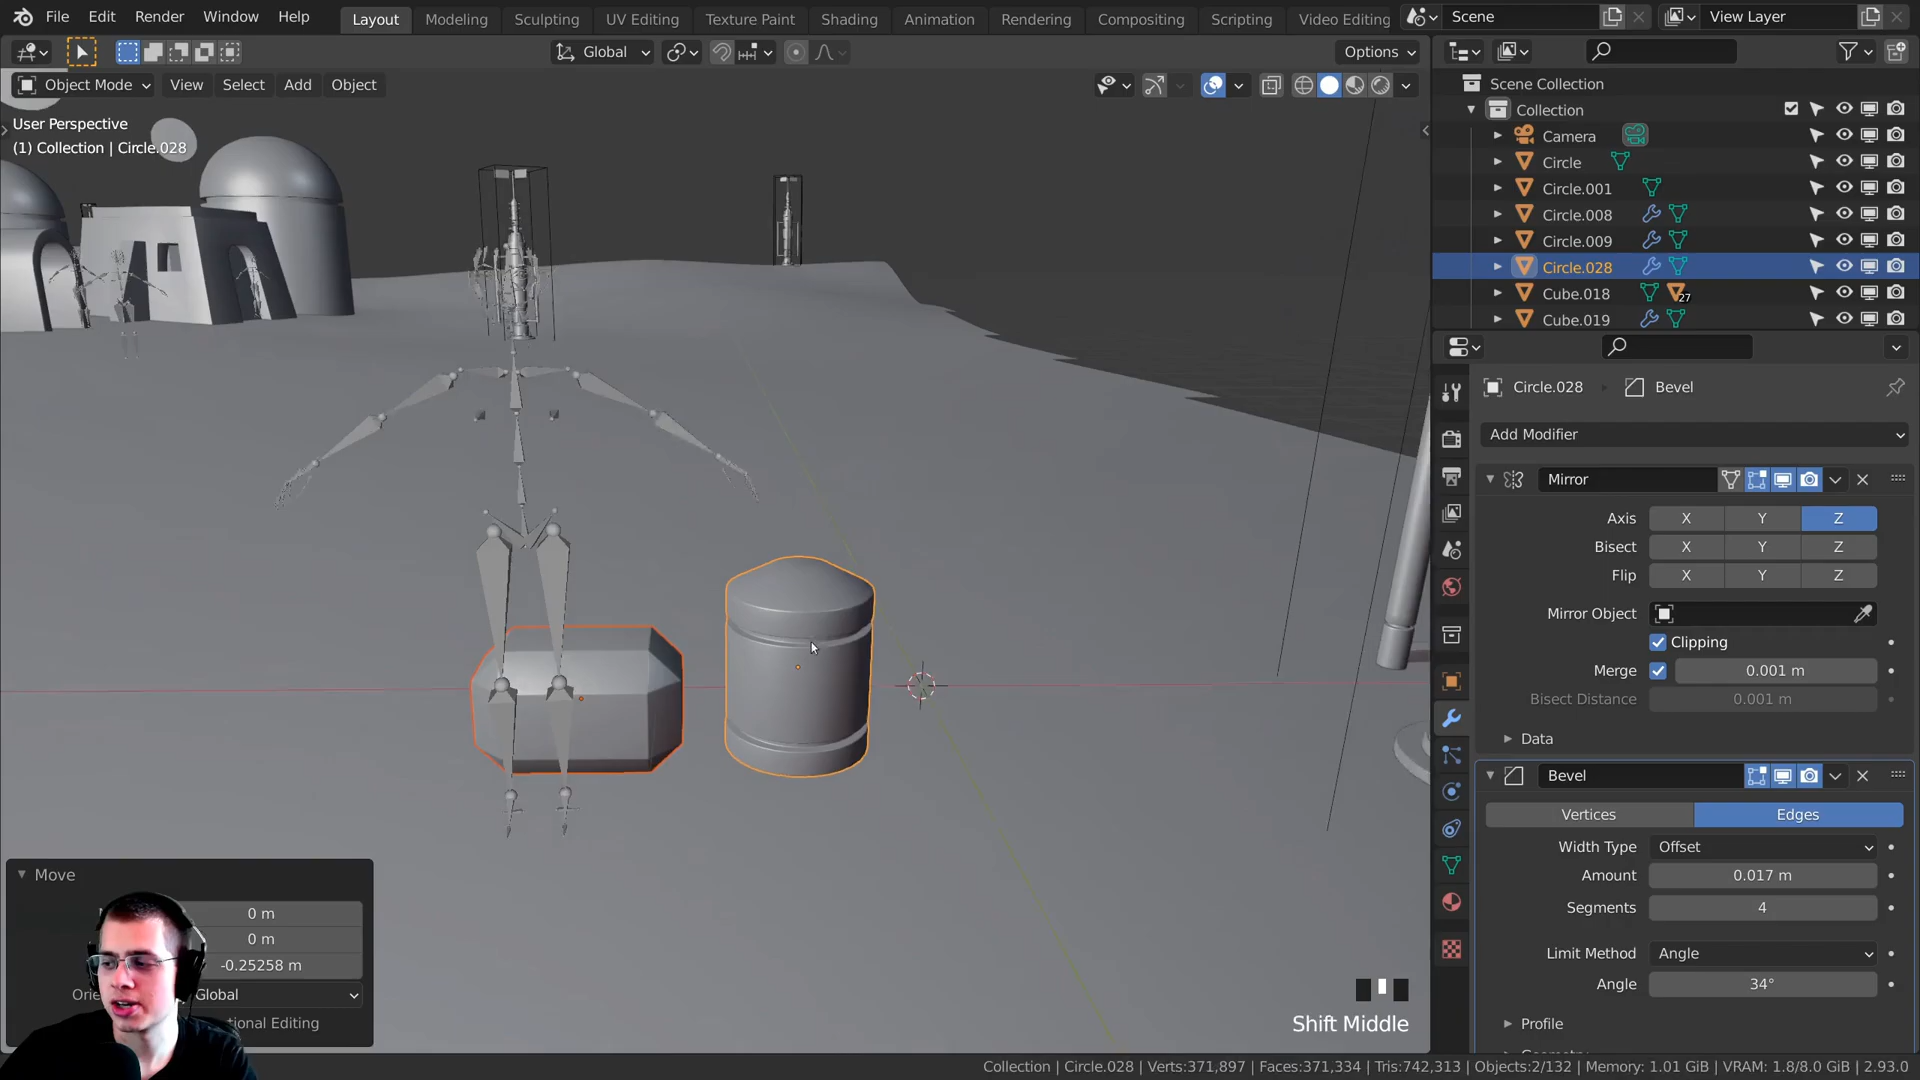 File Edit Render Window Help Layout Modeling Sculpting UV Editing Texture Paint Shading Animation Rendering Compositing Scripting Video Editing Scene View Layer
Global Options
Object Mode View Select Add Object
User Perspective
(1) Collection | Circle.028
Scene Collection
Collection
Camera
Circle
Circle.001
Circle.008
Circle.009
Circle.028
Cube.018 27
Cube.019
Circle.028 Bevel
Add Modifier
Mirror
Axis X Y Z
Bisect X Y Z
Flip X Y Z
Mirror Object
Clipping
Merge 0.001 m
Bisect Distance 0.001 m
Data
Bevel
Vertices Edges
Width Type Offset
Amount 0.017 m
Segments 4
Limit Method Angle
Angle 34°
Profile
Geometry
Move
0 m
0 m
-0.25258 m
Global
tional Editing
Shift Middle
Collection | Circle.028 | Verts:371,897 | Faces:371,334 | Tris:742,313 | Objects:2/132 | Memory: 1.01 GiB | VRAM: 1.8/8.0 GiB | 2.93.0